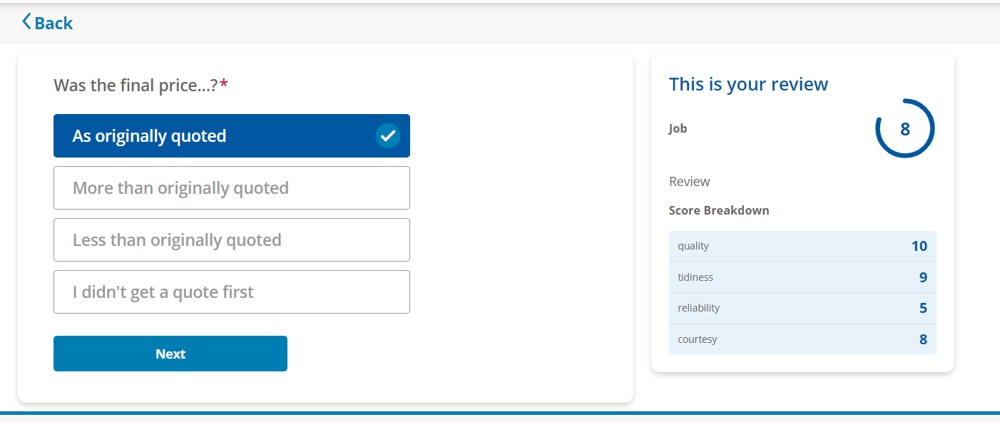 Back
Was the final price...?*
As originally quoted
More than originally quoted
Less than originally quoted
I didn't get a quote first
Next
This is your review
Job
8
Review
Score Breakdown
quality 10
tidiness 9
reliability 5
courtesy 8